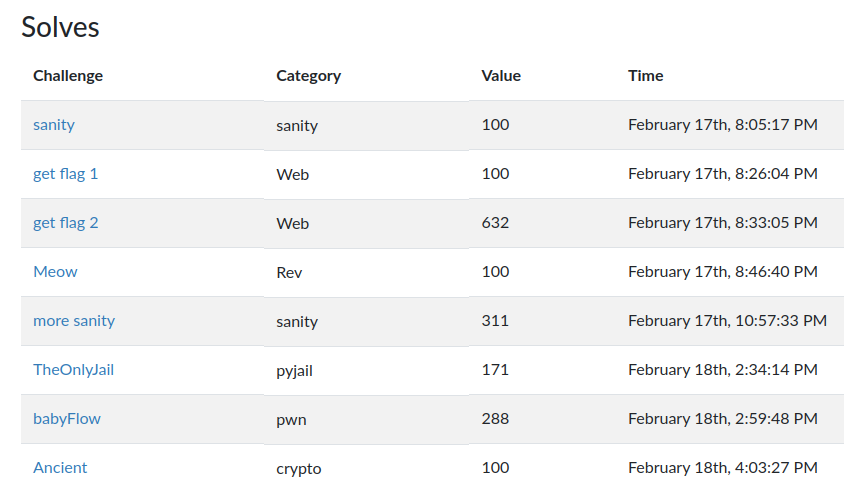 Solves
Challenge Category Value Time
sanity sanity 100 February 17th, 8:05:17 PM
get flag 1 Web 100 February 17th, 8:26:04 PM
get flag 2 Web 632 February 17th, 8:33:05 PM
Meow Rev 100 February 17th, 8:46:40 PM
more sanity sanity 311 February 17th, 10:57:33 PM
TheOnlyJail pyjail 171 February 18th, 2:34:14 PM
babyFlow pwn 288 February 18th, 2:59:48 PM
Ancient crypto 100 February 18th, 4:03:27 PM